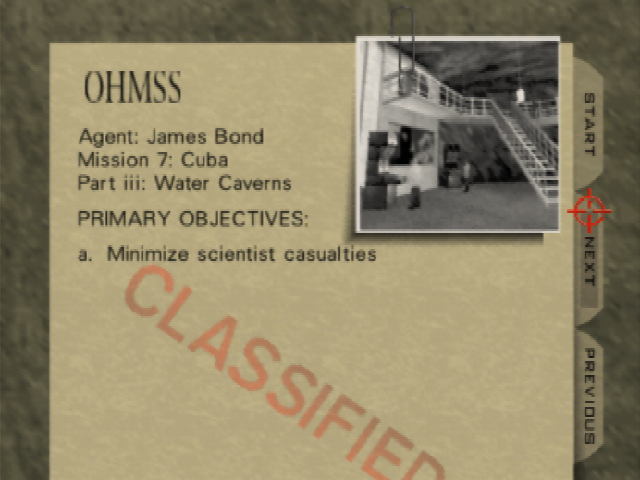 OHMSS
Agent: James Bond
Mission 7: Cuba
Part iii: Water Caverns
PRIMARY OBJECTIVES:
a. Minimize scientist casualties
CLASSIFIED
START
NEXT
PREVIOUS